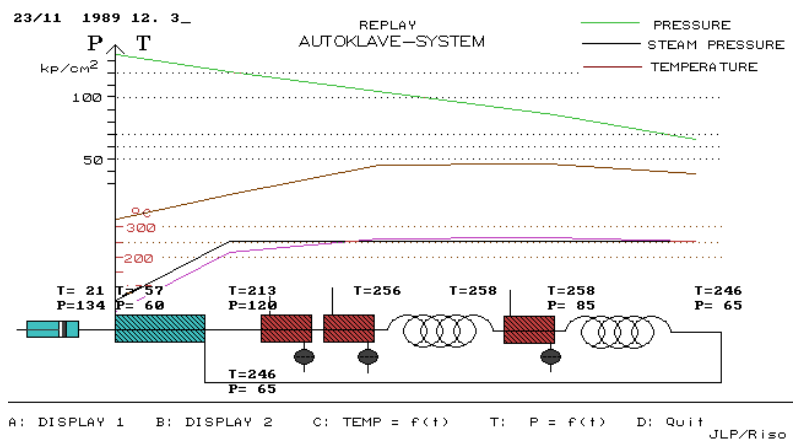 23/11 1989 12. 3_
REPLAY
AUTOKLAVE-SYSTEM
PRESSURE
STEAM PRESSURE
TEMPERATURE
P T
kp/cm²
100
50
°C
300
200
T= 21 T=57 T=213 T=256 T=258 T=258 T=246
P=134 P= 60 P=120 P= 85 P= 65
T=246
P= 65
A: DISPLAY 1 B: DISPLAY 2 C: TEMP = f(t) T: P = f(t) D: Quit
JLP/Riso